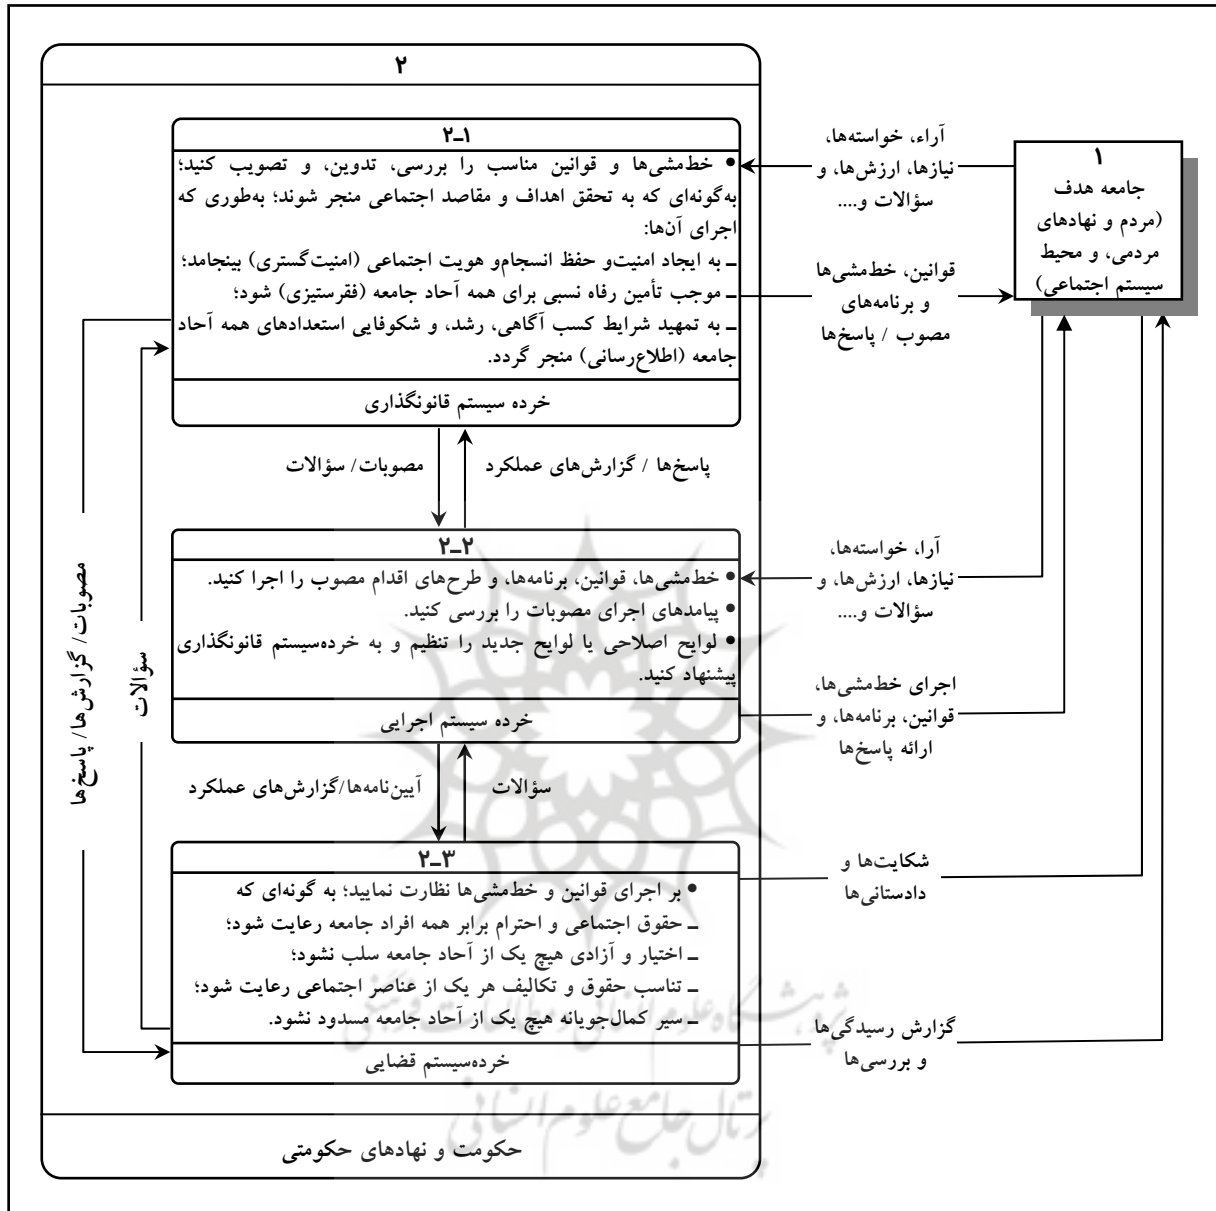 ۲
۲ـ۱
• خط‌مشی‌ها و قوانین مناسب را بررسی، تدوین، و تصویب کنید؛
به‌گونه‌ای که به تحقق اهداف و مقاصد اجتماعی منجر شوند؛ به‌طوری که
اجرای آن‌ها:
ـ به ایجاد امنیت‌و حفظ انسجام‌و هویت اجتماعی (امنیت‌گستری) بینجامد؛
ـ موجب تأمین رفاه نسبی برای همه آحاد جامعه (فقرستیزی) شود؛
ـ به تمهید شرایط کسب آگاهی، رشد، و شکوفایی استعدادهای همه آحاد
جامعه (اطلاع‌رسانی) منجر گردد.
خرده سیستم قانونگذاری
آراء، خواسته‌ها،
نیازها، ارزش‌ها، و
سؤالات و....
قوانین، خط‌مشی‌ها
و برنامه‌های
مصوب / پاسخ‌ها
۱
جامعه هدف
(مردم و نهادهای
مردمی، و محیط
سیستم اجتماعی)
پاسخ‌ها / گزارش‌های عملکرد
مصوبات/ سؤالات
۲ـ۲
• خط‌مشی‌ها، قوانین، برنامه‌ها، و طرح‌های اقدام مصوب را اجرا کنید.
• پیامدهای اجرای مصوبات را بررسی کنید.
• لوایح اصلاحی یا لوایح جدید را تنظیم و به خرده‌سیستم قانونگذاری
پیشنهاد کنید.
خرده سیستم اجرایی
آرا، خواسته‌ها،
نیازها، ارزش‌ها، و
سؤالات و....
اجرای خط‌مشی‌ها،
قوانین، برنامه‌ها، و
ارائه پاسخ‌ها
سؤالات
آیین‌نامه‌ها/گزارش‌های عملکرد
۲ـ۳
• بر اجرای قوانین و خط‌مشی‌ها نظارت نمایید؛ به گونه‌ای که
ـ حقوق اجتماعی و احترام برابر همه افراد جامعه رعایت شود؛
ـ اختیار و آزادی هیچ یک از آحاد جامعه سلب نشود؛
ـ تناسب حقوق و تکالیف هر یک از عناصر اجتماعی رعایت شود؛
ـ سیر کمال‌جویانه هیچ یک از آحاد جامعه مسدود نشود.
خرده‌سیستم قضایی
شکایت‌ها و
دادستانی‌ها
گزارش رسیدگی‌ها
و بررسی‌ها
سؤالات
مصوبات/ گزارش‌ها/ پاسخ‌ها
حکومت و نهادهای حکومتی
پژوهشگاه علوم انسانی و مطالعات فرهنگی
پرتال جامع علوم انسانی